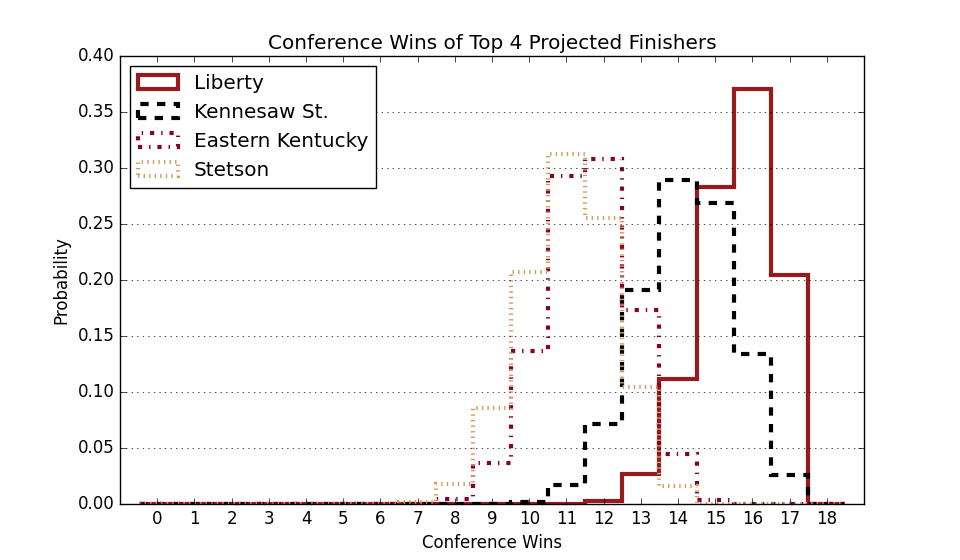 Conference Wins of Top 4 Projected Finishers
Liberty
Kennesaw St.
Eastern Kentucky
Stetson
0.40
0.35
0.30
0.25
0.20
0.15
0.10
0.05
0.00
Probability
0 1 2 3 4 5 6 7 8 9 10 11 12 13 14 15 16 17 18
Conference Wins